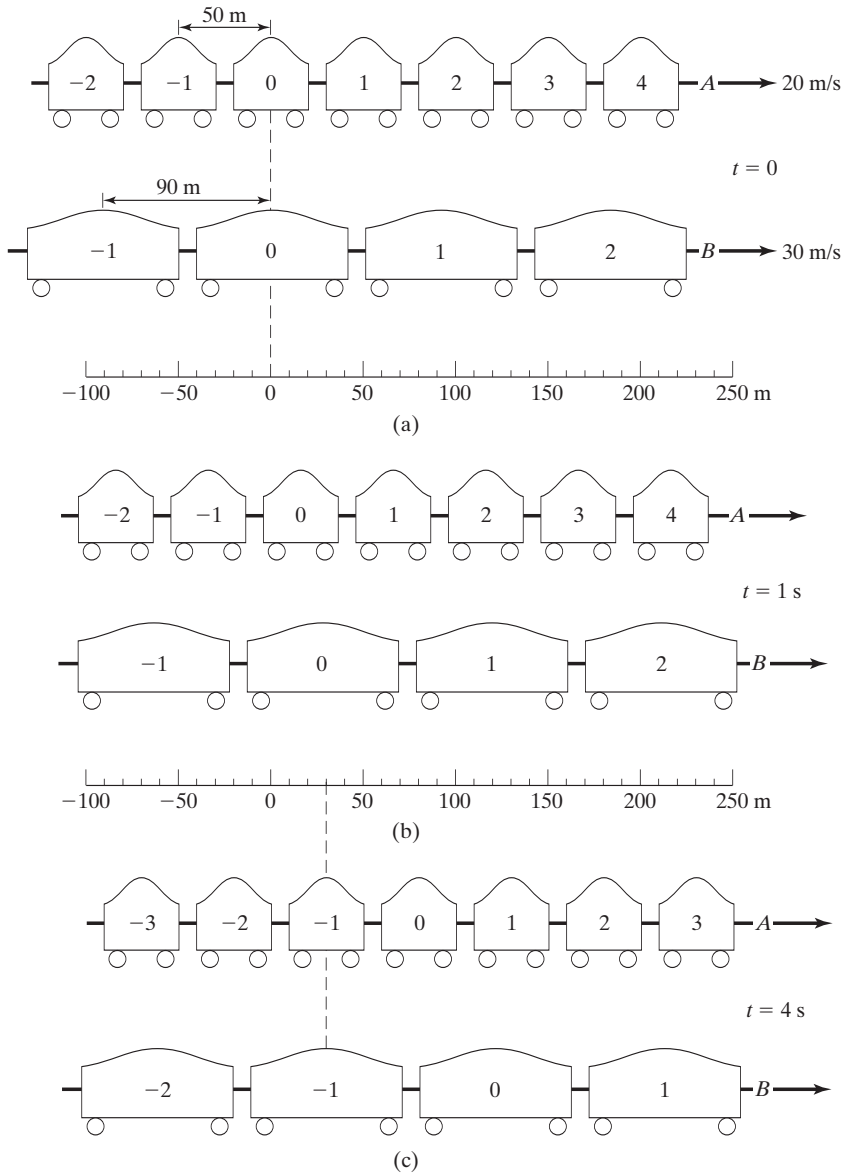 50 m
−2 −1 0 1 2 3 4 A 20 m/s
t = 0
90 m
−1 0 1 2 B 30 m/s
−100 −50 0 50 100 150 200 250 m
(a)
−2 −1 0 1 2 3 4 A
t = 1 s
−1 0 1 2 B
−100 −50 0 50 100 150 200 250 m
(b)
−3 −2 −1 0 1 2 3 A
t = 4 s
−2 −1 0 1 B
(c)